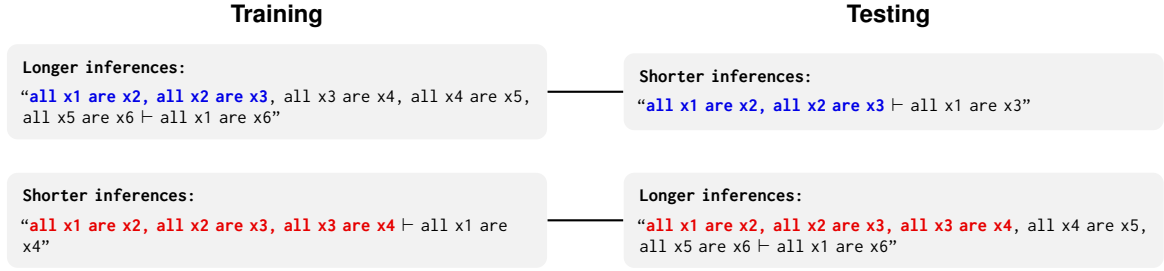 Training
Testing
Longer inferences:
“all x1 are x2, all x2 are x3, all x3 are x4, all x4 are x5,
all x5 are x6 ⊢ all x1 are x6”
Shorter inferences:
“all x1 are x2, all x2 are x3 ⊢ all x1 are x3”
Shorter inferences:
“all x1 are x2, all x2 are x3, all x3 are x4 ⊢ all x1 are
x4”
Longer inferences:
“all x1 are x2, all x2 are x3, all x3 are x4, all x4 are x5,
all x5 are x6 ⊢ all x1 are x6”